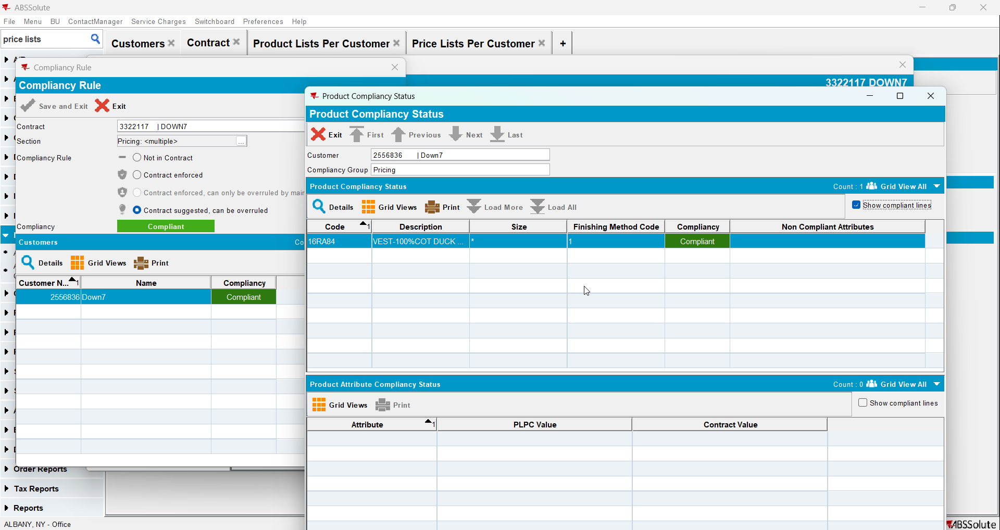 ABSSolute
File Menu BU ContactManager Service Charges Switchboard Preferences Help
price lists
Customers
Contract
Product Lists Per Customer
Price Lists Per Customer
+
3322117 DOWN7
Compliancy Rule
Compliancy Rule
Save and Exit Exit
Contract 3322117 | DOWN7
Section Pricing: <multiple> ...
Compliancy Rule Not in Contract
Contract enforced
Contract enforced, can only be overruled by
Contract suggested, can be overruled
Compliancy Compliant
Customers
Details Grid Views Print
Customer N... 1 Name Compliancy
2556836 Down7 Compliant
Order Reports
Tax Reports
Reports
ALBANY, NY - Office
Product Compliancy Status
Product Compliancy Status
Exit First Previous Next Last
Customer 2556836 | Down7
Compliancy Group Pricing
Product Compliancy Status Count : 1 Grid View All
Details Grid Views Print Load More Load All Show compliant lines
Code 1 Description Size Finishing Method Code Compliancy Non Compliant Attributes
16RA84 VEST-100%COT DUCK ... * 1 Compliant
Product Attribute Compliancy Status Count : 0 Grid View All
Grid Views Print Show compliant lines
Attribute 1 PLPC Value Contract Value
ABSSolute